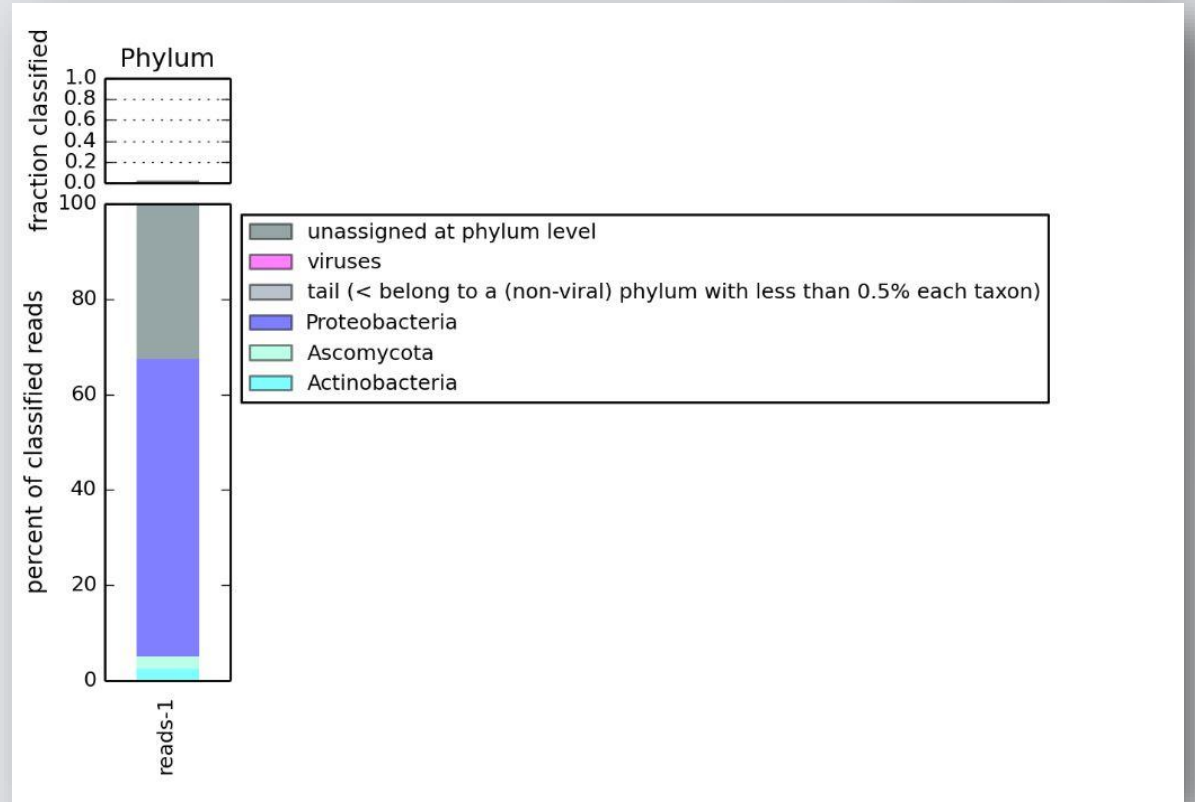 Phylum
fraction classified
1.0
0.8
0.6
0.4
0.2
0.0
percent of classified reads
100
80
60
40
20
0
reads-1
unassigned at phylum level
viruses
tail (< belong to a (non-viral) phylum with less than 0.5% each taxon)
Proteobacteria
Ascomycota
Actinobacteria